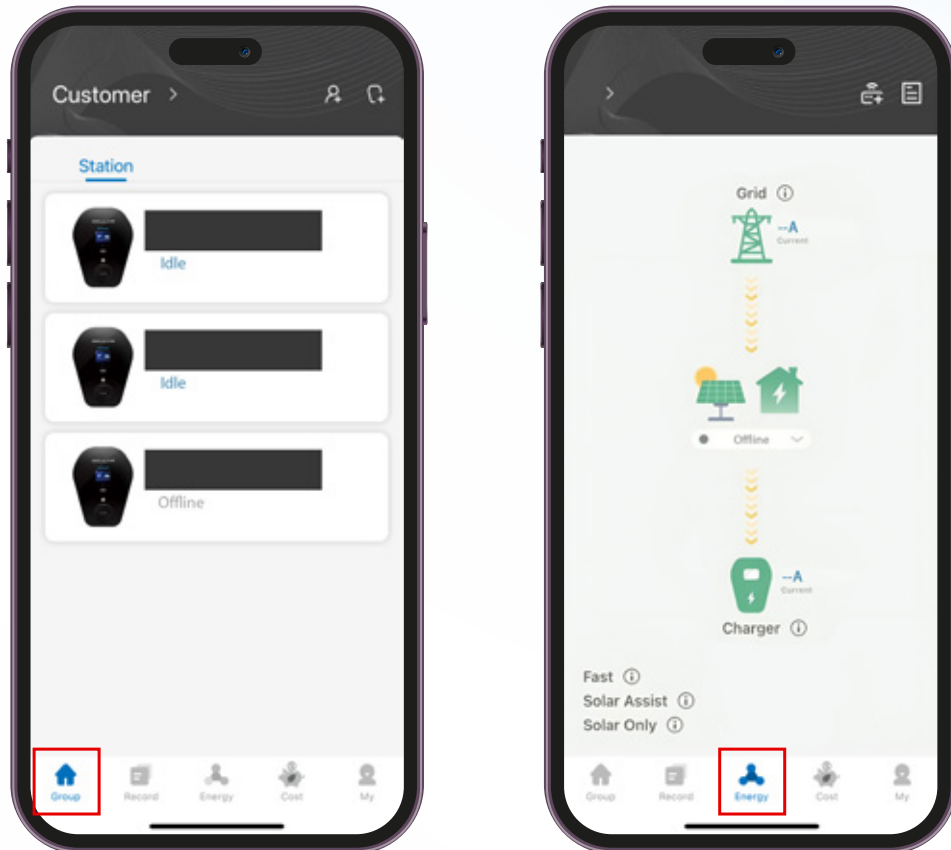 Customer >
Station
Idle
Idle
Offline
Group Record Energy Cost My
>
Grid
--A
Current
Offline
--A
Current
Charger
Fast
Solar Assist
Solar Only
Group Record Energy Cost My